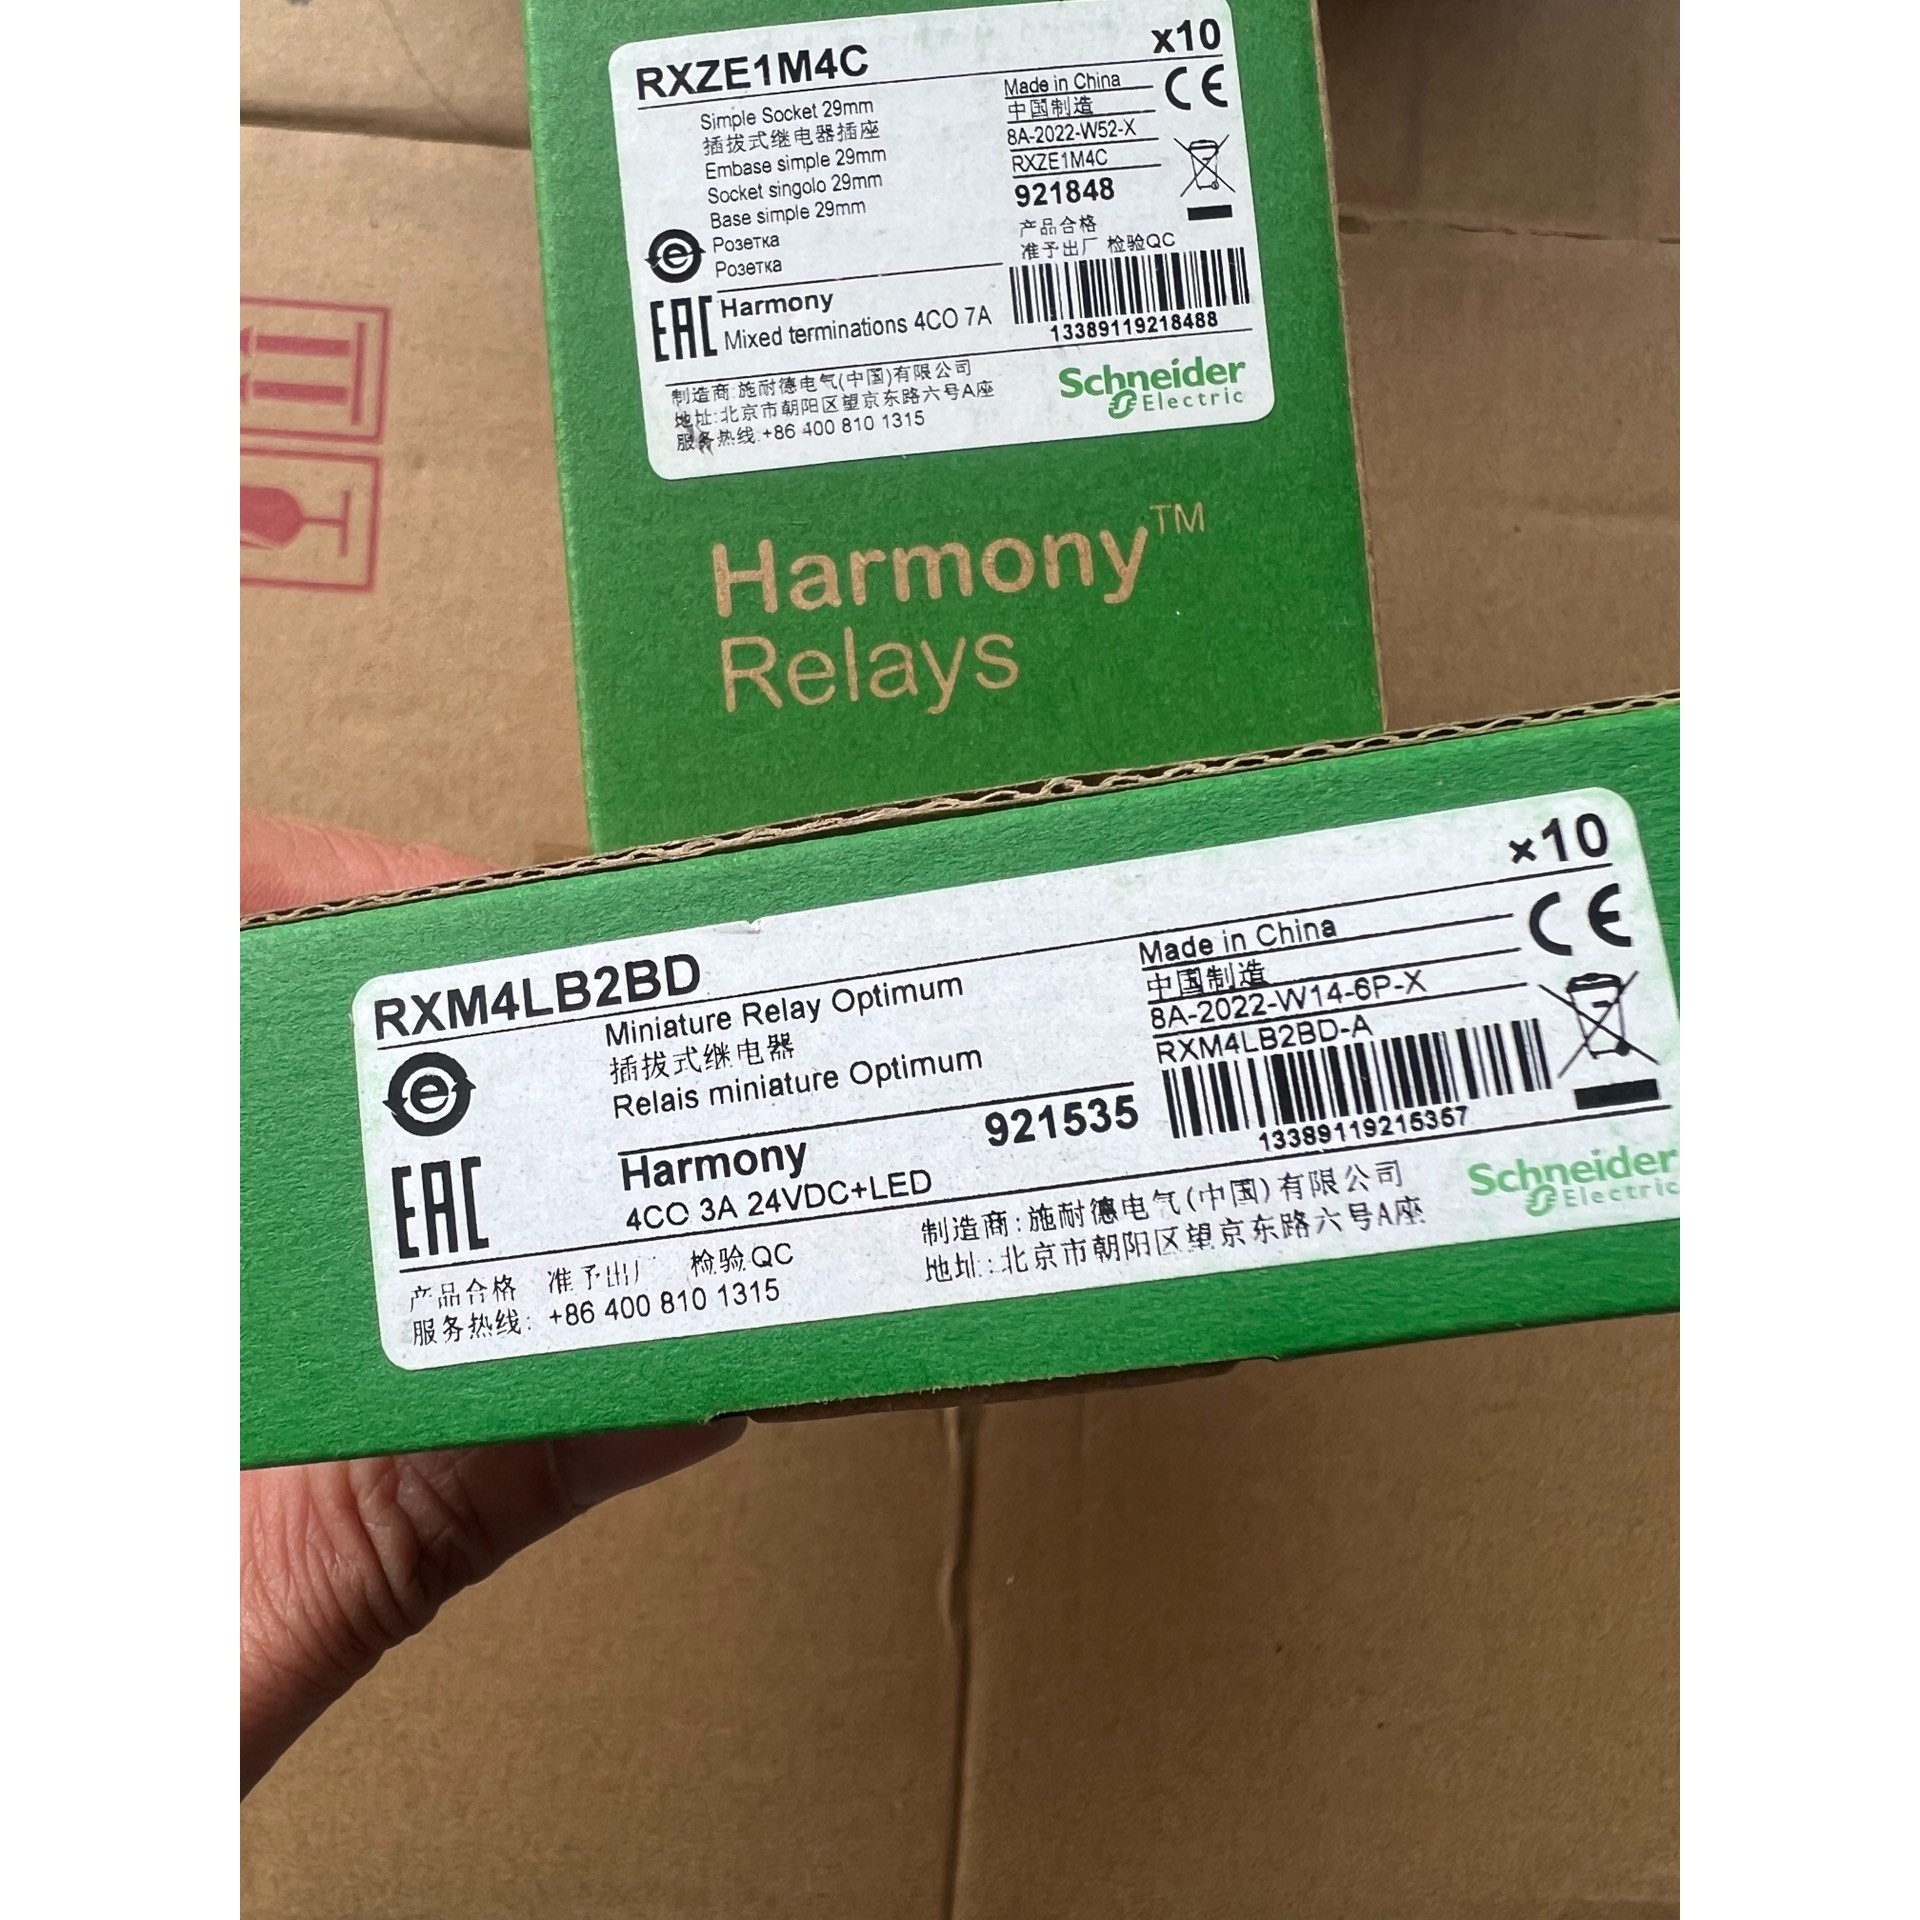 RXZE1M4C
x10
Simple Socket 29mm
插拔式继电器插座
Embase simple 29mm
Socket singolo 29mm
Base simple 29mm
Розетка
Розетка
Made in China
中国制造
8A-2022-W52-X
RXZE1M4C
921848
产品合格
准予出厂 检验QC
CE
EAC
Harmony
Mixed terminations 4CO 7A
13389119218488
制造商:施耐德电气(中国)有限公司
地址:北京市朝阳区望京东路六号A座
服务热线:+86 400 810 1315
Schneider
Electric
Harmony™
Relays
×10
RXM4LB2BD
Miniature Relay Optimum
插拔式继电器
Relais miniature Optimum
Made in China
中国制造
8A-2022-W14-6P-X
RXM4LB2BD-A
CE
e
EAC
Harmony
921535
4CO 3A 24VDC+LED
13389119215357
产品合格 准予出厂 检验QC
服务热线: +86 400 810 1315
制造商:施耐德电气(中国)有限公司
地址:北京市朝阳区望京东路六号A座
Schneider
Electric